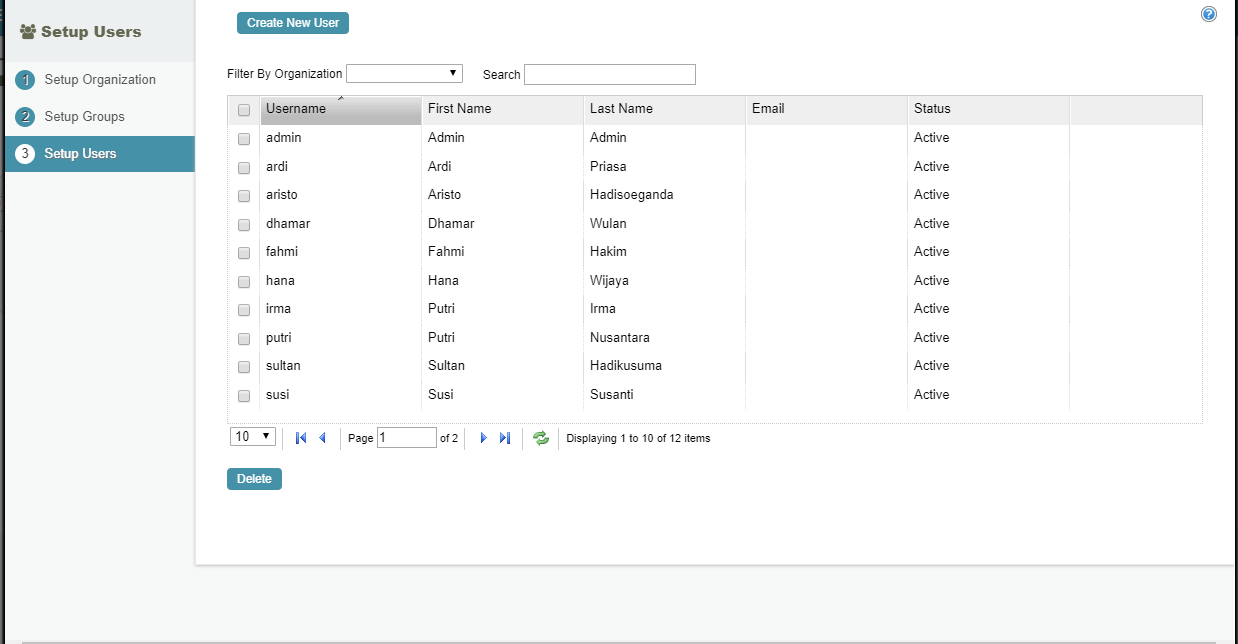 Setup Users
1 Setup Organization
2 Setup Groups
3 Setup Users
Create New User
?
Filter By Organization Search
Username First Name Last Name Email Status
admin Admin Admin Active
ardi Ardi Priasa Active
aristo Aristo Hadisoeganda Active
dhamar Dhamar Wulan Active
fahmi Fahmi Hakim Active
hana Hana Wijaya Active
irma Putri Irma Active
putri Putri Nusantara Active
sultan Sultan Hadikusuma Active
susi Susi Susanti Active
10 Page 1 of 2 Displaying 1 to 10 of 12 items
Delete